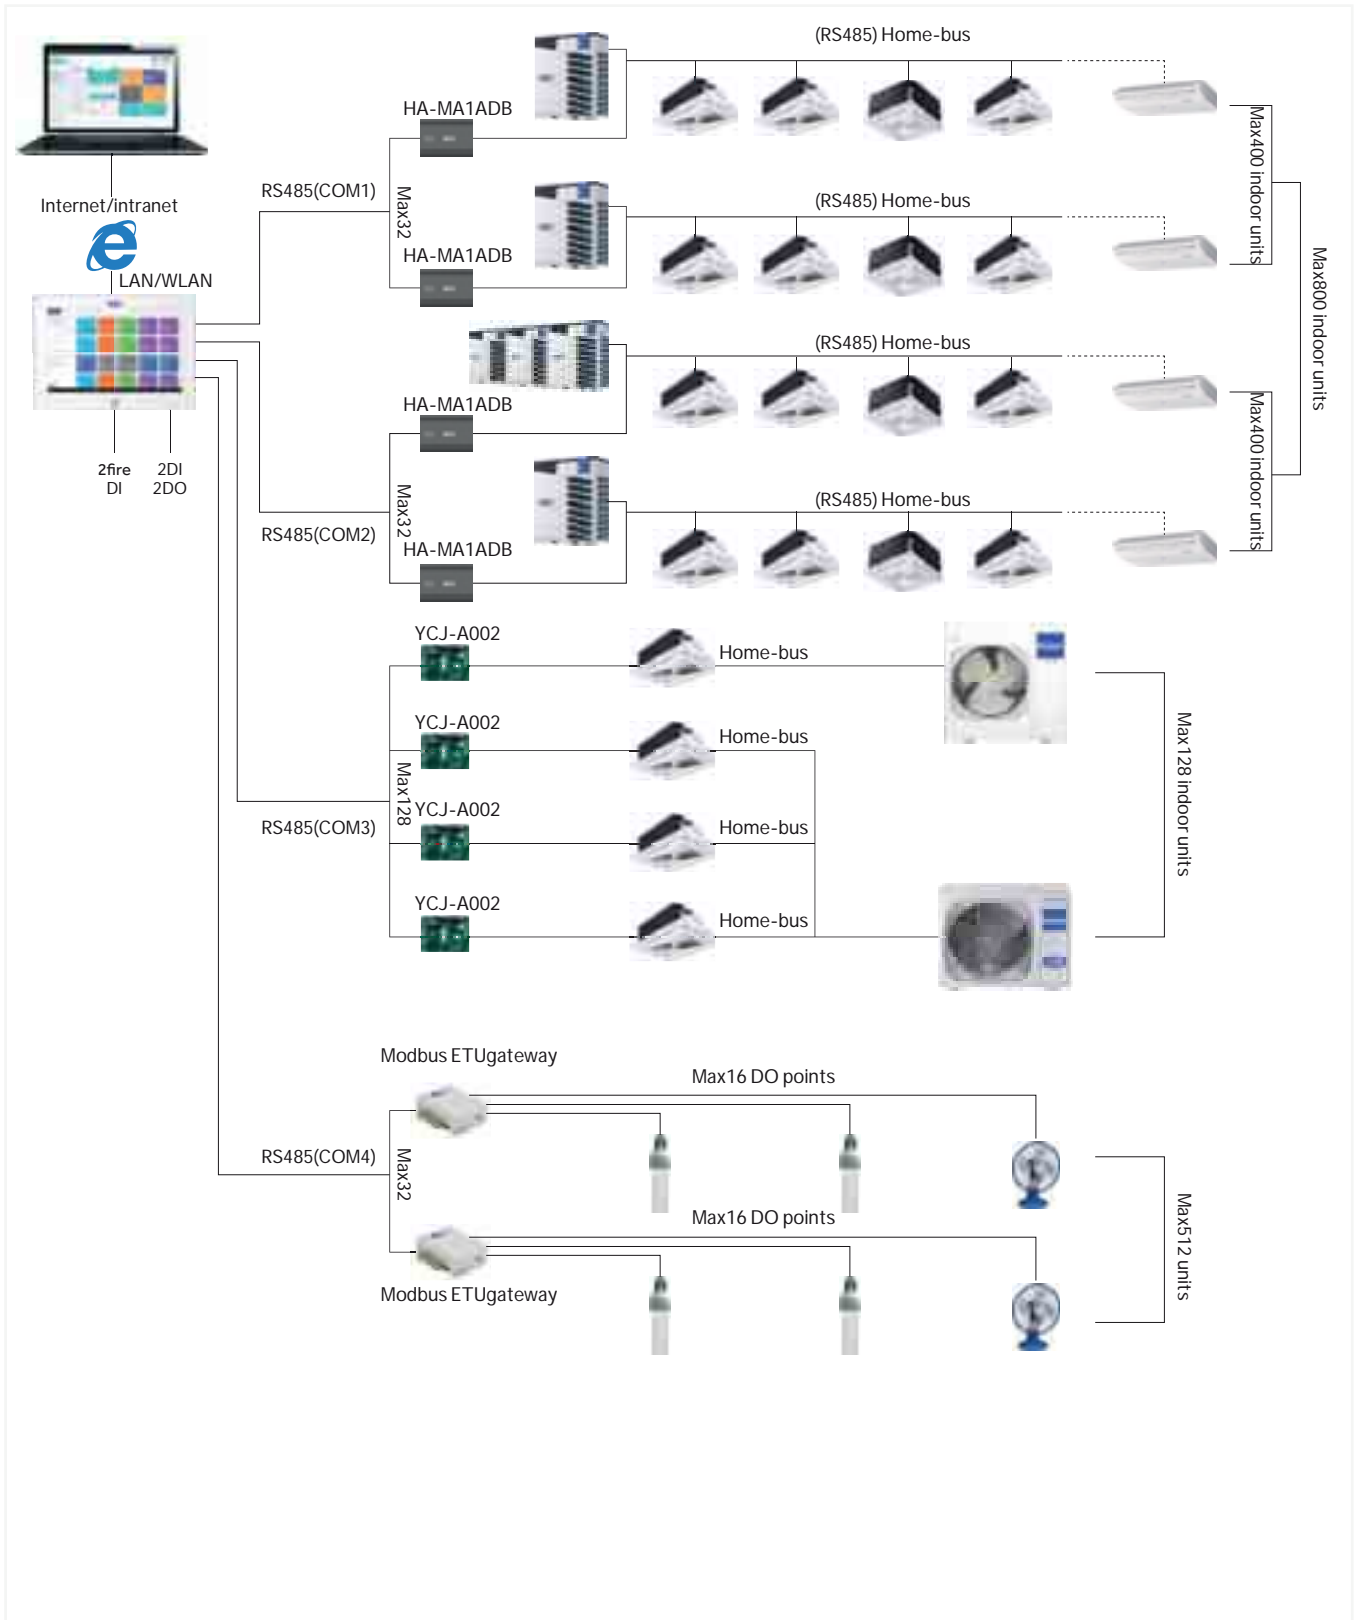 (RS485) Home-bus
HA-MA1ADB
Max400 indoor units
RS485(COM1)
Max32
Internet/intranet
(RS485) Home-bus
HA-MA1ADB
LAN/WLAN
Max800 indoor units
(RS485) Home-bus
HA-MA1ADB
Max400 indoor units
2fire
DI
2DI
2DO
Max32
(RS485) Home-bus
RS485(COM2)
HA-MA1ADB
YCJ-A002
Home-bus
YCJ-A002
Home-bus
Max128 indoor units
Max128
YCJ-A002
RS485(COM3)
Home-bus
YCJ-A002
Home-bus
Modbus ETUgateway
Max16 DO points
RS485(COM4)
Max32
Max16 DO points
Max512 units
Modbus ETUgateway